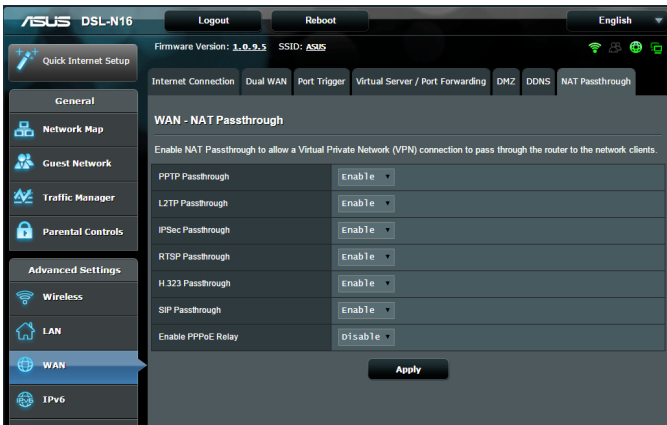 ASUS DSL-N16 Logout Reboot English
Quick Internet Setup
General
Network Map
Guest Network
Traffic Manager
Parental Controls
Advanced Settings
Wireless
LAN
WAN
IPv6
Firmware Version: 1.0.9.5 SSID: ASUS
Internet Connection Dual WAN Port Trigger Virtual Server / Port Forwarding DMZ DDNS NAT Passthrough
WAN - NAT Passthrough
Enable NAT Passthrough to allow a Virtual Private Network (VPN) connection to pass through the router to the network clients.
PPTP Passthrough Enable
L2TP Passthrough Enable
IPSec Passthrough Enable
RTSP Passthrough Enable
H.323 Passthrough Enable
SIP Passthrough Enable
Enable PPPoE Relay Disable
Apply